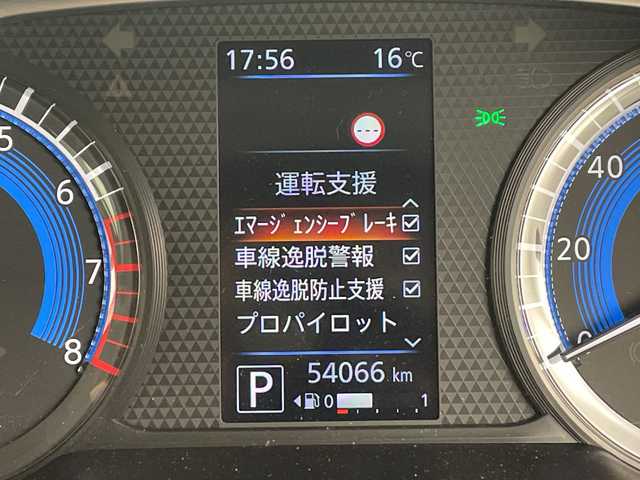 17:56 16℃
---
運転支援
エマージェンシーブレーキ
車線逸脱警報
車線逸脱防止支援
プロパイロット
P 54066 km
0 1
5
6
7
8
40
20
0